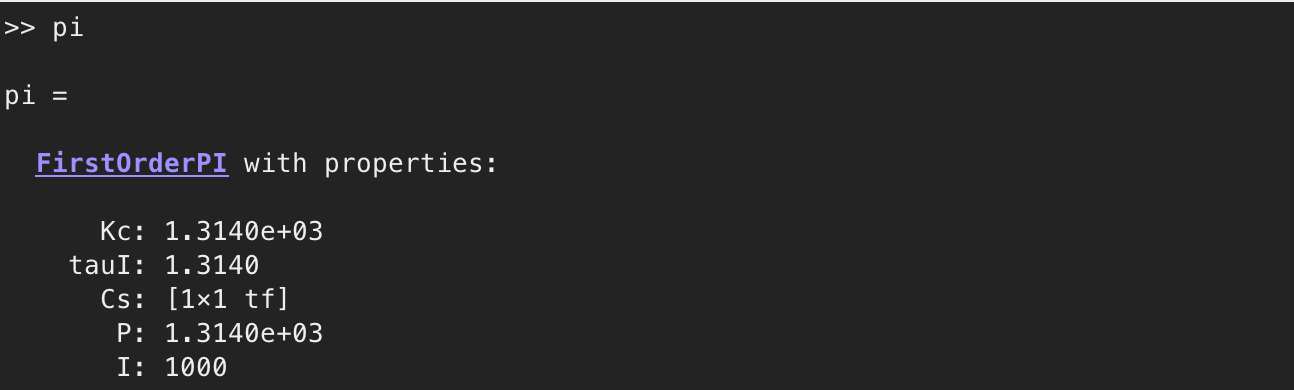 >> pi
pi =
FirstOrderPI with properties:
Kc: 1.3140e+03
tauI: 1.3140
Cs: [1×1 tf]
P: 1.3140e+03
I: 1000